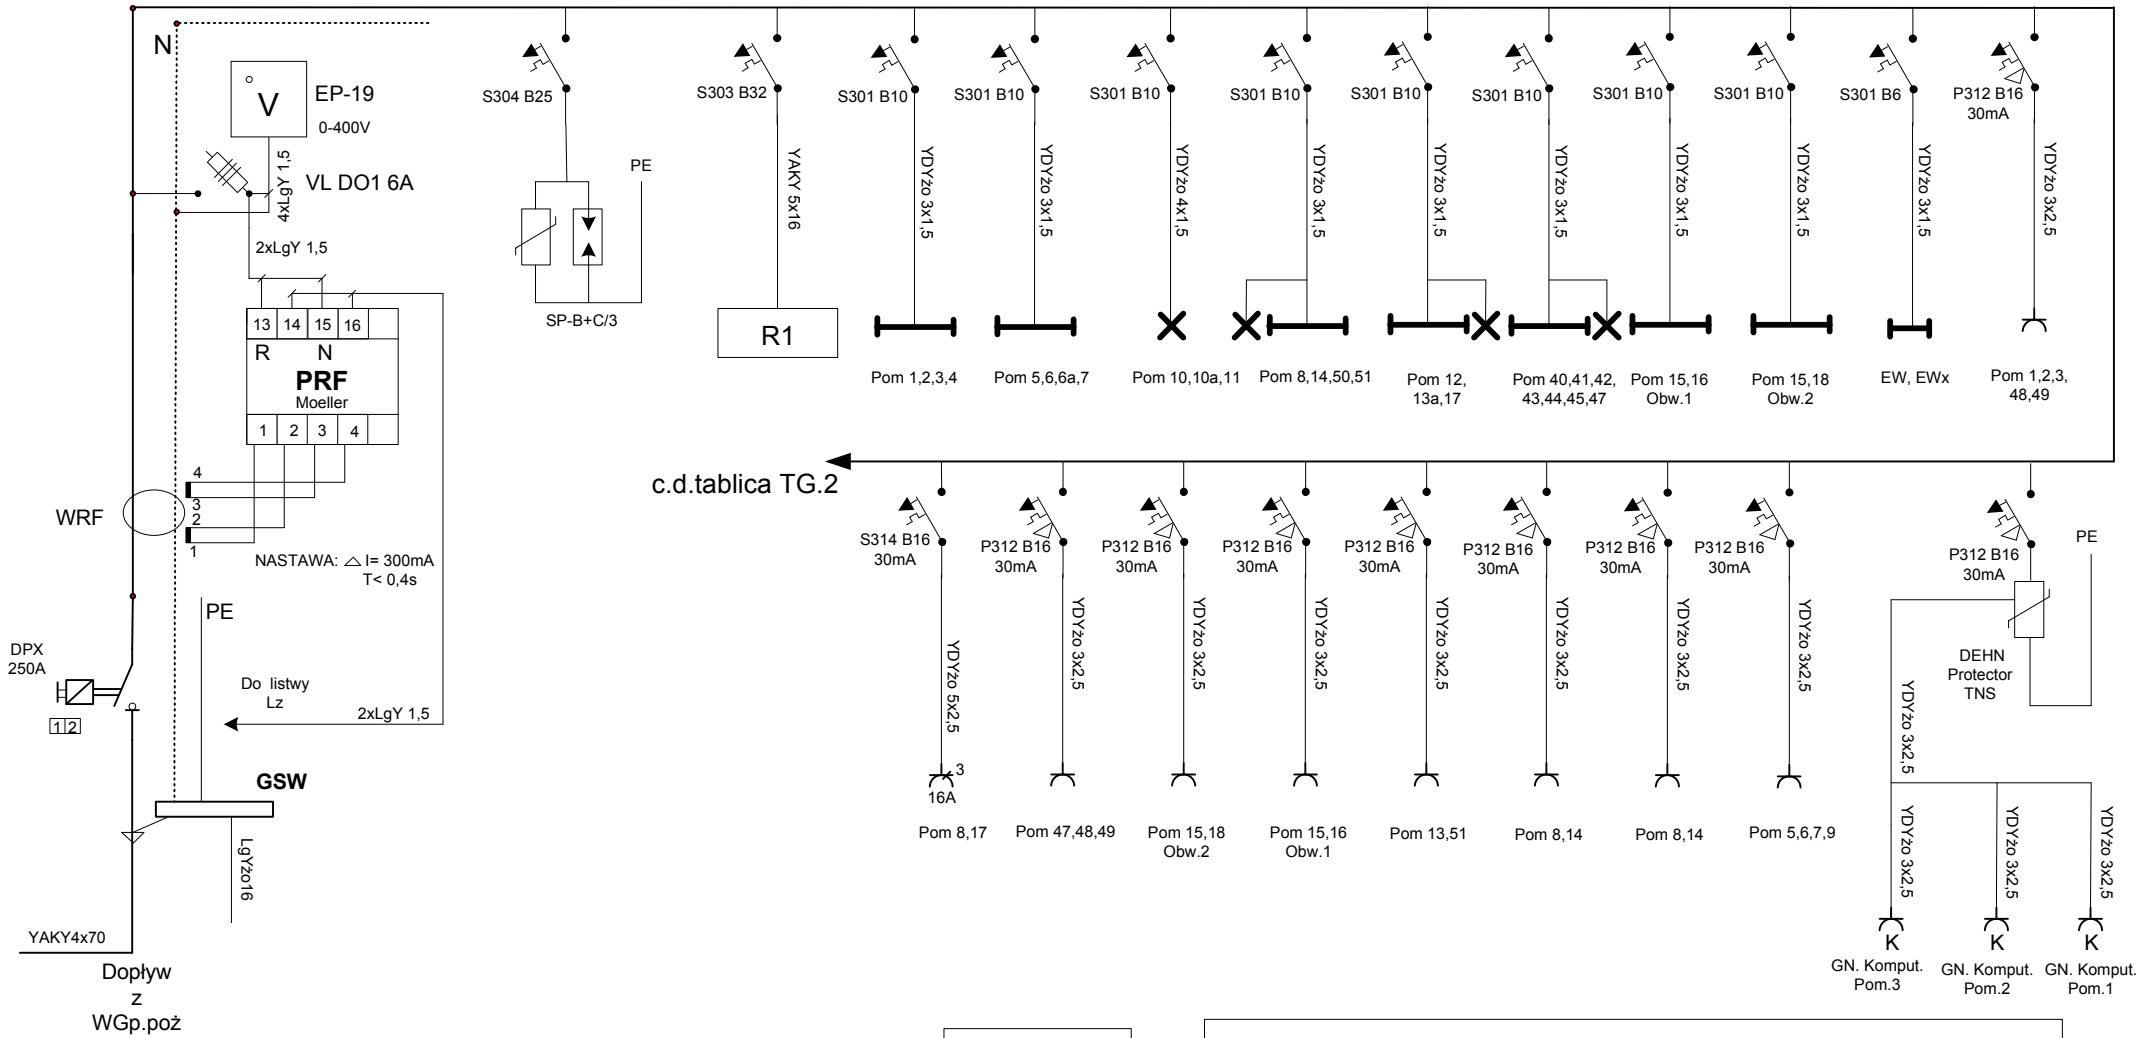 N
V
EP-19
0-400V
4xLgY 1,5
VL DO1 6A
2xLgY 1,5
13 14 15 16
R N
PRF
Moeller
1 2 3 4
4
3
2
1
WRF
NASTAWA: △ I= 300mA
T< 0,4s
PE
DPX
250A
1 2
Do listwy
Lz
2xLgY 1,5
GSW
LgYżo16
YAKY4x70
Dopływ
z
WGp.poż
S304 B25
PE
SP-B+C/3
S303 B32
YAKY 5x16
R1
S301 B10
YDYżo 3x1,5
Pom 1,2,3,4
S301 B10
YDYżo 3x1,5
Pom 5,6,6a,7
S301 B10
YDYżo 4x1,5
Pom 10,10a,11
S301 B10
YDYżo 3x1,5
Pom 8,14,50,51
S301 B10
YDYżo 3x1,5
Pom 12,
13a,17
S301 B10
YDYżo 3x1,5
Pom 40,41,42,
43,44,45,47
S301 B10
YDYżo 3x1,5
Pom 15,16
Obw.1
S301 B10
YDYżo 3x1,5
Pom 15,18
Obw.2
S301 B6
YDYżo 3x1,5
EW, EWx
P312 B16
30mA
YDYżo 3x2,5
Pom 1,2,3,
48,49
c.d.tablica TG.2
S314 B16
30mA
YDYżo 5x2,5
3
16A
Pom 8,17
P312 B16
30mA
YDYżo 3x2,5
Pom 47,48,49
P312 B16
30mA
YDYżo 3x2,5
Pom 15,18
Obw.2
P312 B16
30mA
YDYżo 3x2,5
Pom 15,16
Obw.1
P312 B16
30mA
YDYżo 3x2,5
Pom 13,51
P312 B16
30mA
YDYżo 3x2,5
Pom 8,14
P312 B16
30mA
YDYżo 3x2,5
Pom 8,14
P312 B16
30mA
YDYżo 3x2,5
Pom 5,6,7,9
P312 B16
30mA
PE
DEHN
Protector
TNS
YDYżo 3x2,5
YDYżo 3x2,5
K
GN. Komput.
Pom.3
YDYżo 3x2,5
K
GN. Komput.
Pom.2
YDYżo 3x2,5
K
GN. Komput.
Pom.1